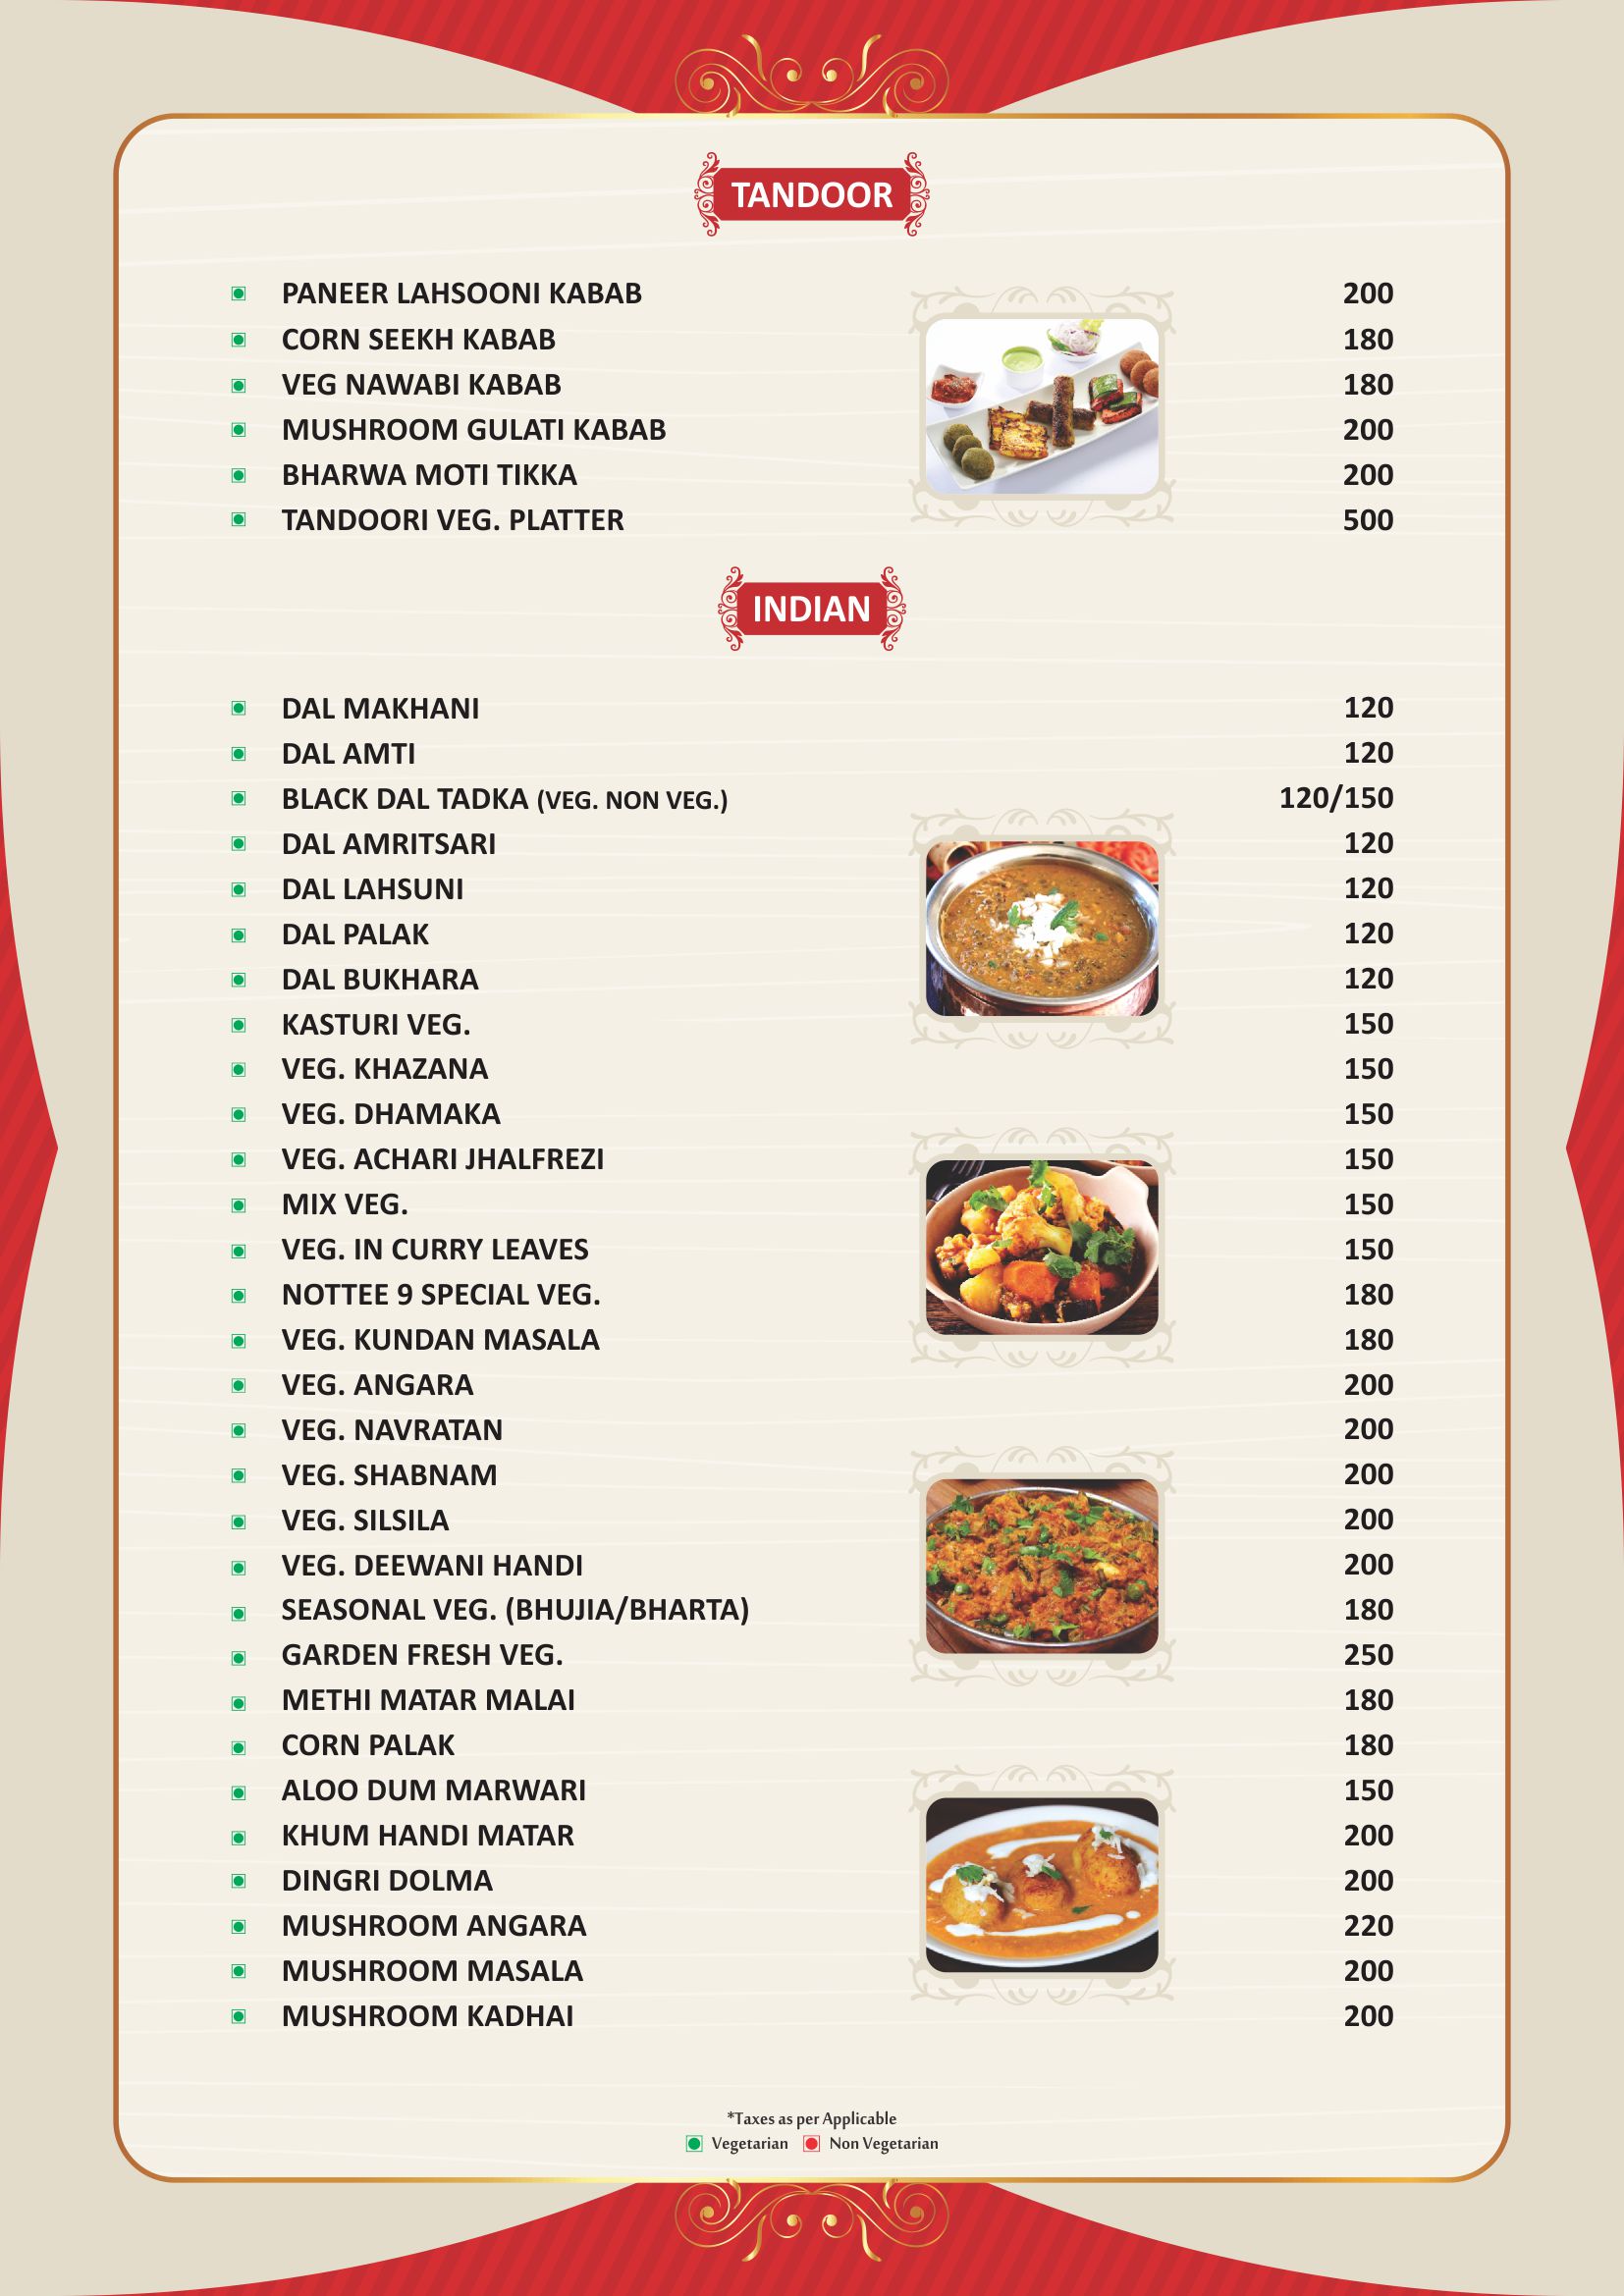 TANDOOR
PANEER LAHSOONI KABAB 200
CORN SEEKH KABAB 180
VEG NAWABI KABAB 180
MUSHROOM GULATI KABAB 200
BHARWA MOTI TIKKA 200
TANDOORI VEG. PLATTER 500
INDIAN
DAL MAKHANI 120
DAL AMTI 120
BLACK DAL TADKA (VEG. NON VEG.) 120/150
DAL AMRITSARI 120
DAL LAHSUNI 120
DAL PALAK 120
DAL BUKHARA 120
KASTURI VEG. 150
VEG. KHAZANA 150
VEG. DHAMAKA 150
VEG. ACHARI JHALFREZI 150
MIX VEG. 150
VEG. IN CURRY LEAVES 150
NOTTEE 9 SPECIAL VEG. 180
VEG. KUNDAN MASALA 180
VEG. ANGARA 200
VEG. NAVRATAN 200
VEG. SHABNAM 200
VEG. SILSILA 200
VEG. DEEWANI HANDI 200
SEASONAL VEG. (BHUJIA/BHARTA) 180
GARDEN FRESH VEG. 250
METHI MATAR MALAI 180
CORN PALAK 180
ALOO DUM MARWARI 150
KHUM HANDI MATAR 200
DINGRI DOLMA 200
MUSHROOM ANGARA 220
MUSHROOM MASALA 200
MUSHROOM KADHAI 200
*Taxes as per Applicable
Vegetarian Non Vegetarian